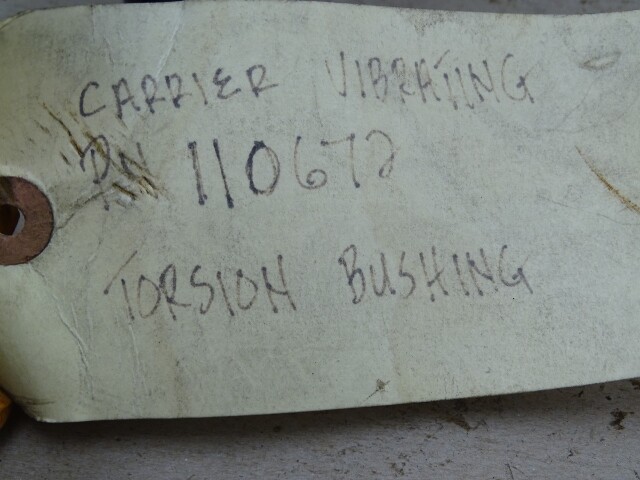 CARRIER VIBRATING
PN 110672
TORSION BUSHING